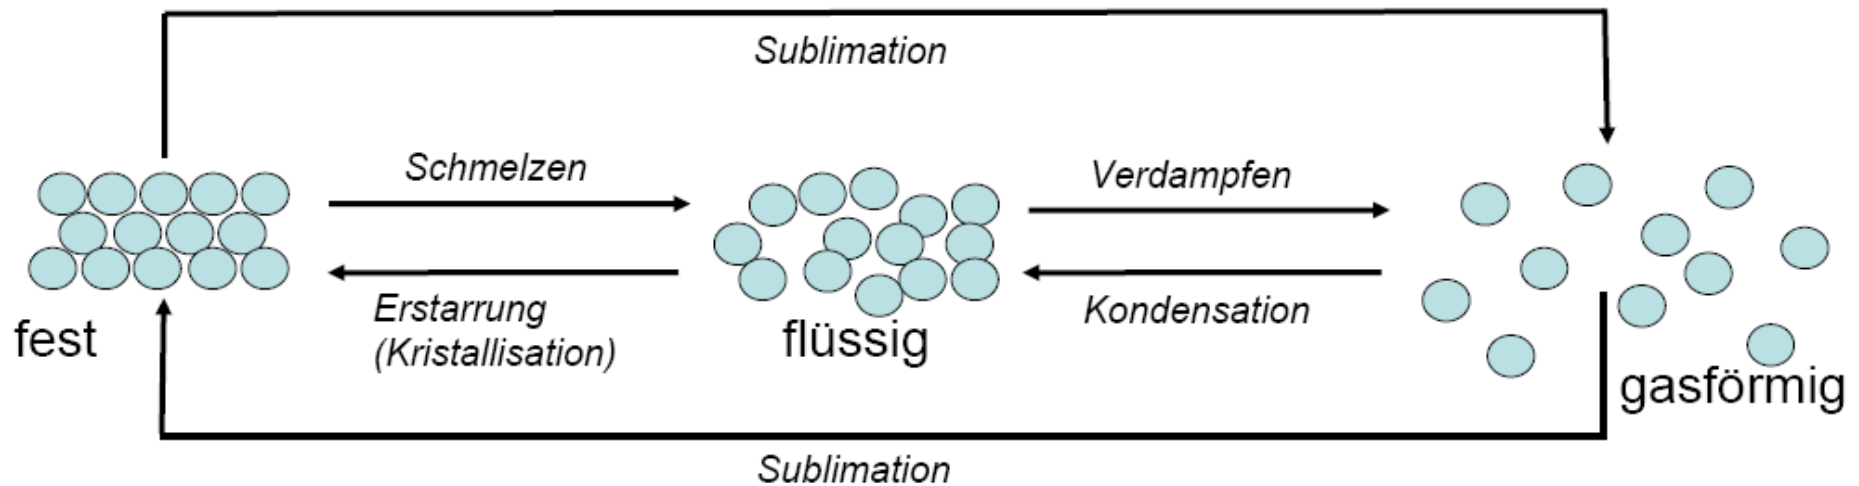 Sublimation
Schmelzen
Verdampfen
Erstarrung
(Kristallisation)
Kondensation
fest
flüssig
gasförmig
Sublimation